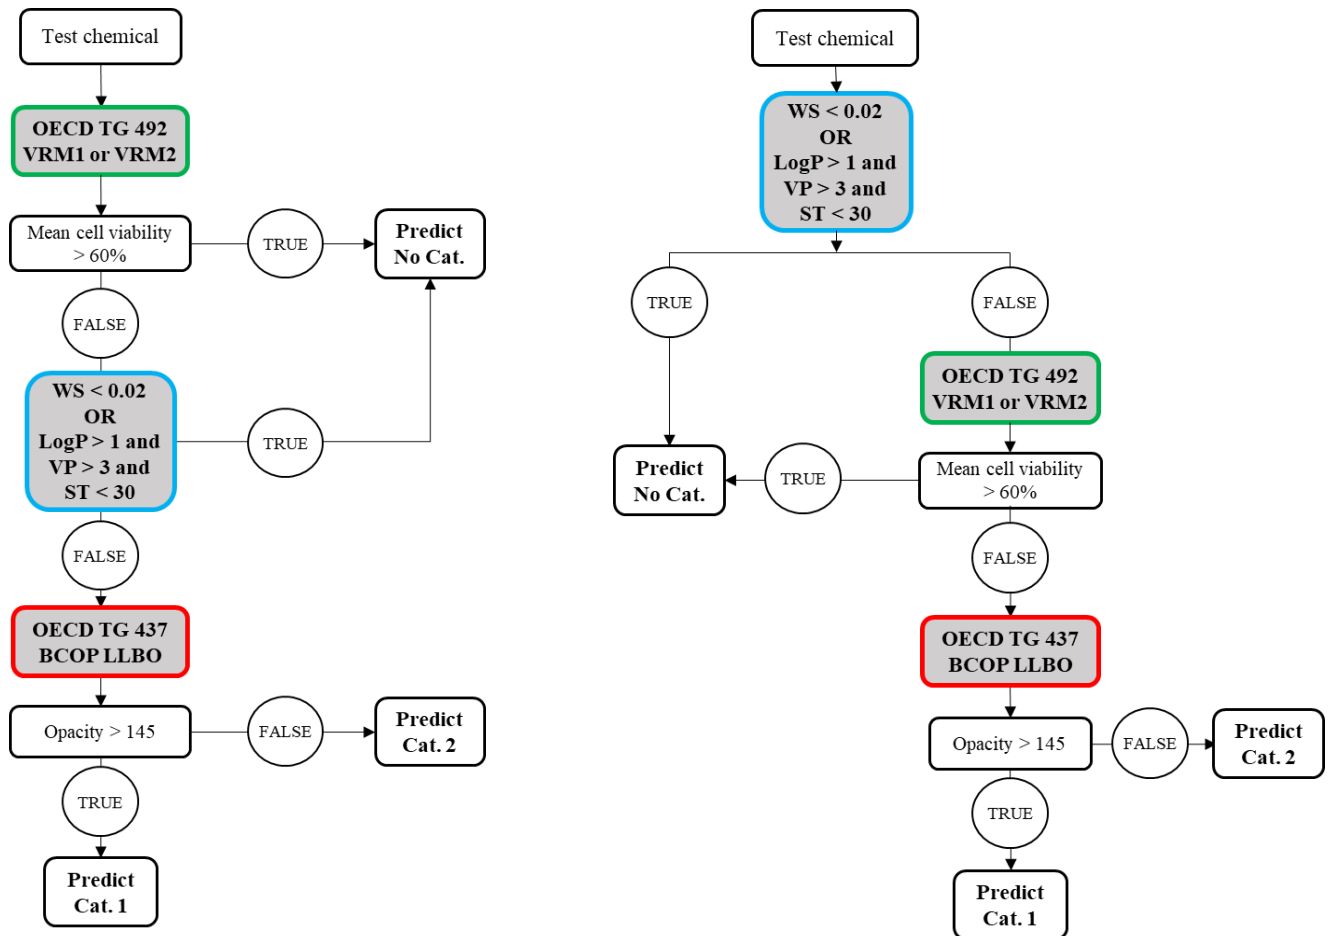 Test chemical
OECD TG 492
VRM1 or VRM2
Mean cell viability
> 60%
TRUE
Predict
No Cat.
FALSE
WS < 0.02
OR
LogP > 1 and
VP > 3 and
ST < 30
TRUE
FALSE
OECD TG 437
BCOP LLBO
Opacity > 145
FALSE
Predict
Cat. 2
TRUE
Predict
Cat. 1
Test chemical
WS < 0.02
OR
LogP > 1 and
VP > 3 and
ST < 30
TRUE
FALSE
OECD TG 492
VRM1 or VRM2
Mean cell viability
> 60%
TRUE
Predict
No Cat.
FALSE
OECD TG 437
BCOP LLBO
Opacity > 145
FALSE
Predict
Cat. 2
TRUE
Predict
Cat. 1